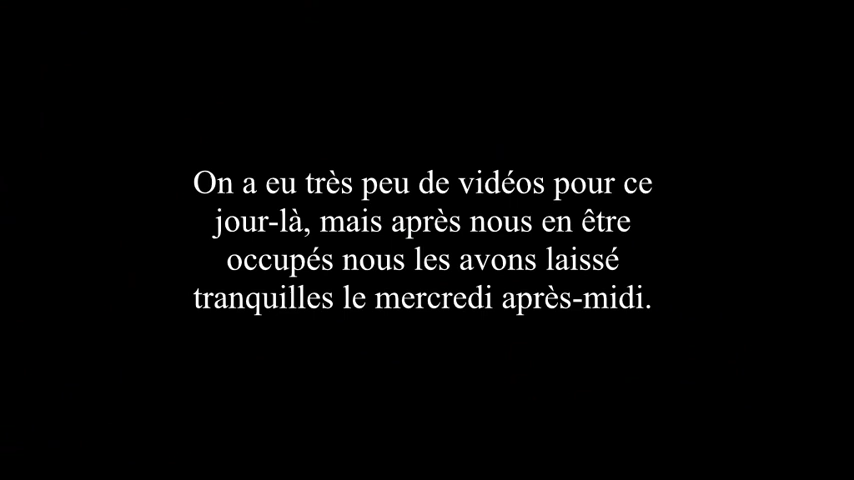 On a eu très peu de vidéos pour ce
jour-là, mais après nous en être
occupés nous les avons laissé
tranquilles le mercredi après-midi.